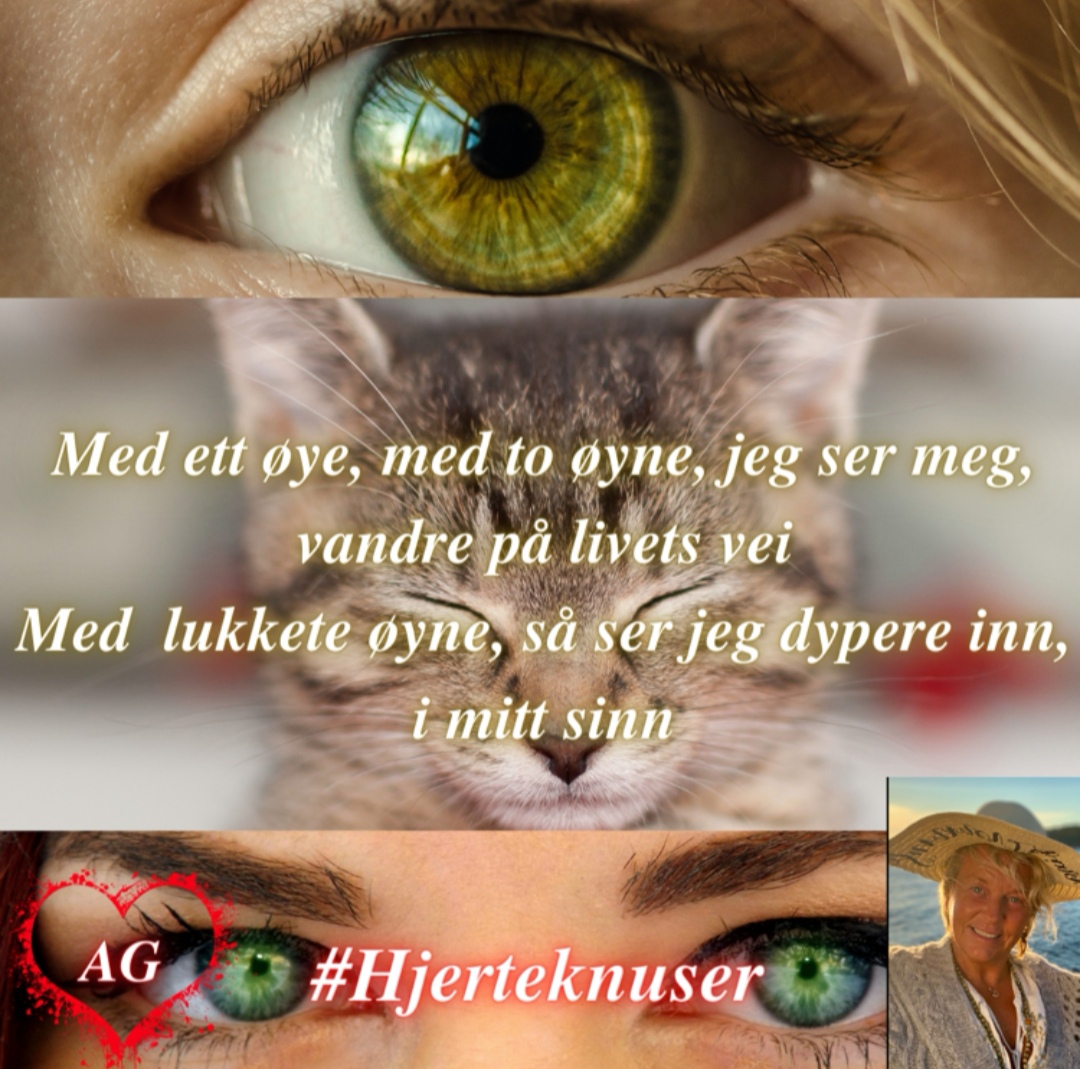 Med ett øye, med to øyne, jeg ser meg,
vandre på livets vei
Med lukkete øyne, så ser jeg dypere inn,
i mitt sinn
AG
#Hjerteknuser